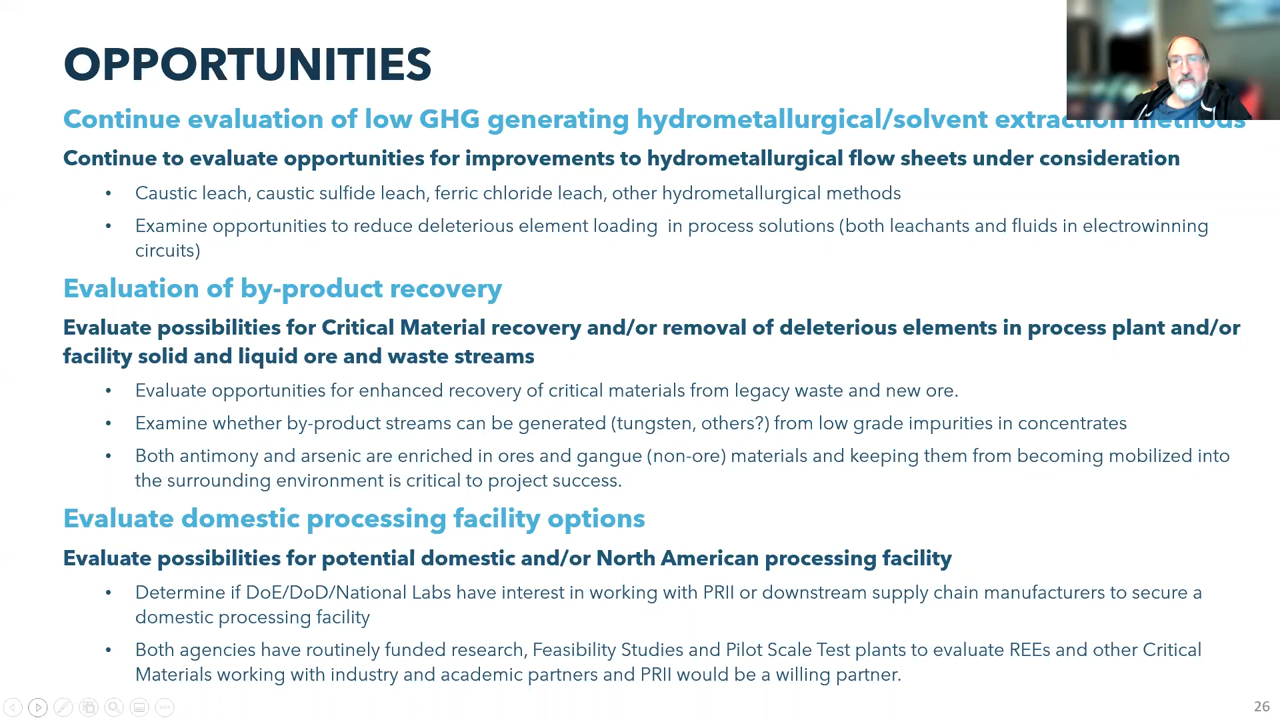 OPPORTUNITIES
Continue evaluation of low GHG generating hydrometallurgical/solvent extraction methods
Continue to evaluate opportunities for improvements to hydrometallurgical flow sheets under consideration
• Caustic leach, caustic sulfide leach, ferric chloride leach, other hydrometallurgical methods
• Examine opportunities to reduce deleterious element loading in process solutions (both leachants and fluids in electrowinning
circuits)
Evaluation of by-product recovery
Evaluate possibilities for Critical Material recovery and/or removal of deleterious elements in process plant and/or
facility solid and liquid ore and waste streams
• Evaluate opportunities for enhanced recovery of critical materials from legacy waste and new ore.
• Examine whether by-product streams can be generated (tungsten, others?) from low grade impurities in concentrates
• Both antimony and arsenic are enriched in ores and gangue (non-ore) materials and keeping them from becoming mobilized into
the surrounding environment is critical to project success.
Evaluate domestic processing facility options
Evaluate possibilities for potential domestic and/or North American processing facility
• Determine if DoE/DoD/National Labs have interest in working with PRII or downstream supply chain manufacturers to secure a
domestic processing facility
• Both agencies have routinely funded research, Feasibility Studies and Pilot Scale Test plants to evaluate REEs and other Critical
Materials working with industry and academic partners and PRII would be a willing partner.
26